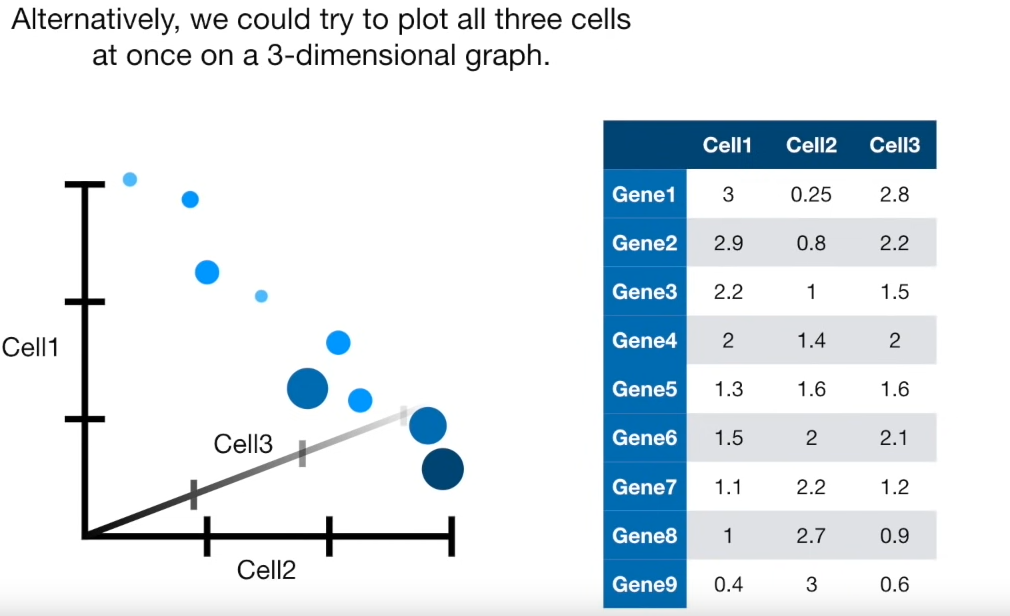 Alternatively, we could try to plot all three cells
at once on a 3-dimensional graph.
Cell1
Cell3
Cell2
Cell1 Cell2 Cell3
Gene1 3 0.25 2.8
Gene2 2.9 0.8 2.2
Gene3 2.2 1 1.5
Gene4 2 1.4 2
Gene5 1.3 1.6 1.6
Gene6 1.5 2 2.1
Gene7 1.1 2.2 1.2
Gene8 1 2.7 0.9
Gene9 0.4 3 0.6